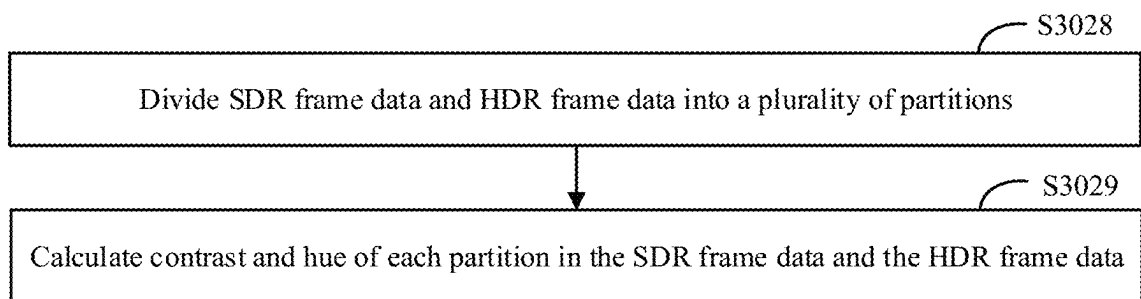 S3028
Divide SDR frame data and HDR frame data into a plurality of partitions
S3029
Calculate contrast and hue of each partition in the SDR frame data and the HDR frame data